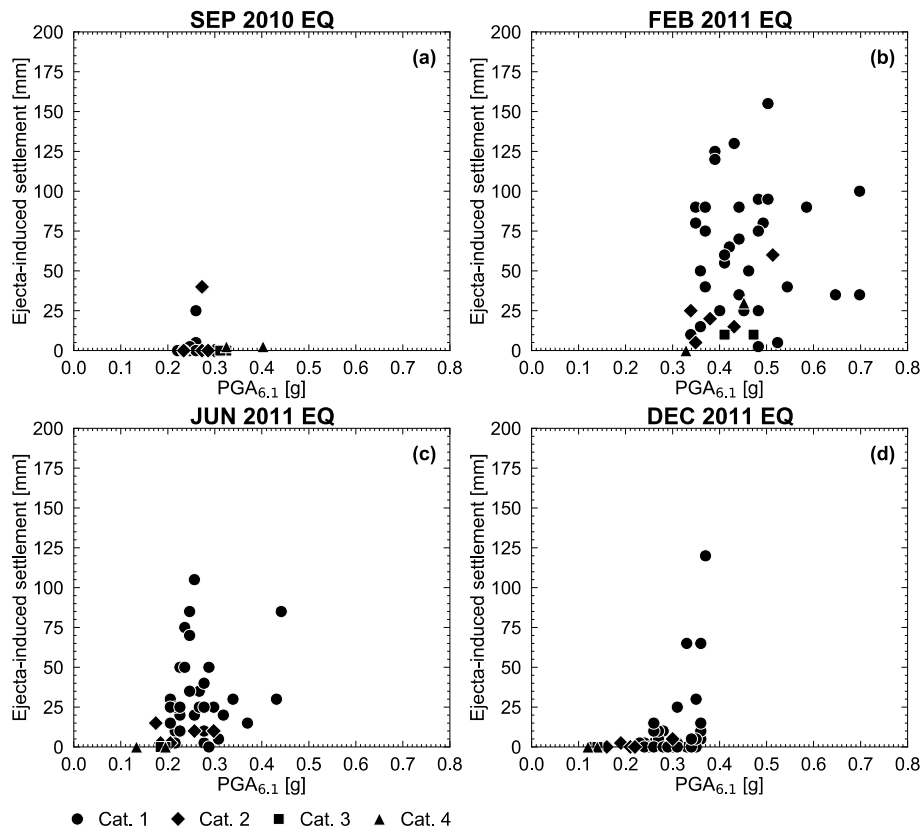 SEP 2010 EQ
(a)
Ejecta-induced settlement [mm]
200
175
150
125
100
75
50
25
0
0.0 0.1 0.2 0.3 0.4 0.5 0.6 0.7 0.8
PGA6.1 [g]
FEB 2011 EQ
(b)
Ejecta-induced settlement [mm]
200
175
150
125
100
75
50
25
0
0.0 0.1 0.2 0.3 0.4 0.5 0.6 0.7 0.8
PGA6.1 [g]
JUN 2011 EQ
(c)
Ejecta-induced settlement [mm]
200
175
150
125
100
75
50
25
0
0.0 0.1 0.2 0.3 0.4 0.5 0.6 0.7 0.8
PGA6.1 [g]
DEC 2011 EQ
(d)
Ejecta-induced settlement [mm]
200
175
150
125
100
75
50
25
0
0.0 0.1 0.2 0.3 0.4 0.5 0.6 0.7 0.8
PGA6.1 [g]
Cat. 1 Cat. 2 Cat. 3 Cat. 4